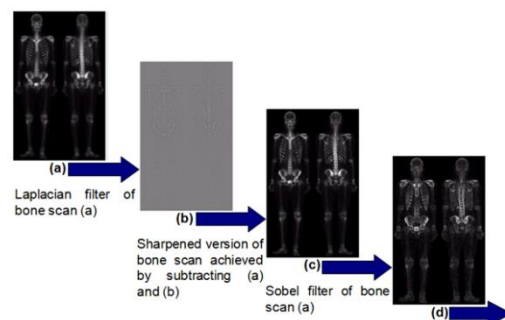 (a)
Laplacian filter of
bone scan (a)
(b)
Sharpened version of
bone scan achieved
by subtracting (a)
and (b)
(c)
Sobel filter of bone
scan (a)
(d)